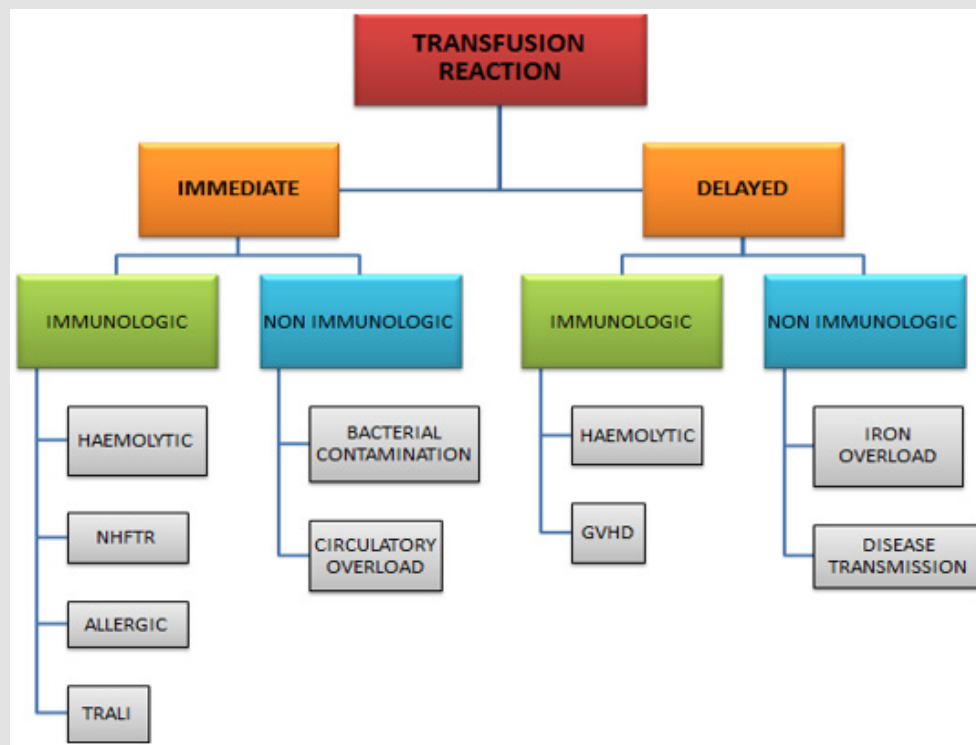 TRANSFUSION
REACTION
IMMEDIATE
DELAYED
IMMUNOLOGIC
NON IMMUNOLOGIC
IMMUNOLOGIC
NON IMMUNOLOGIC
HAEMOLYTIC
NHFTR
ALLERGIC
TRALI
BACTERIAL
CONTAMINATION
CIRCULATORY
OVERLOAD
HAEMOLYTIC
GVHD
IRON
OVERLOAD
DISEASE
TRANSMISSION